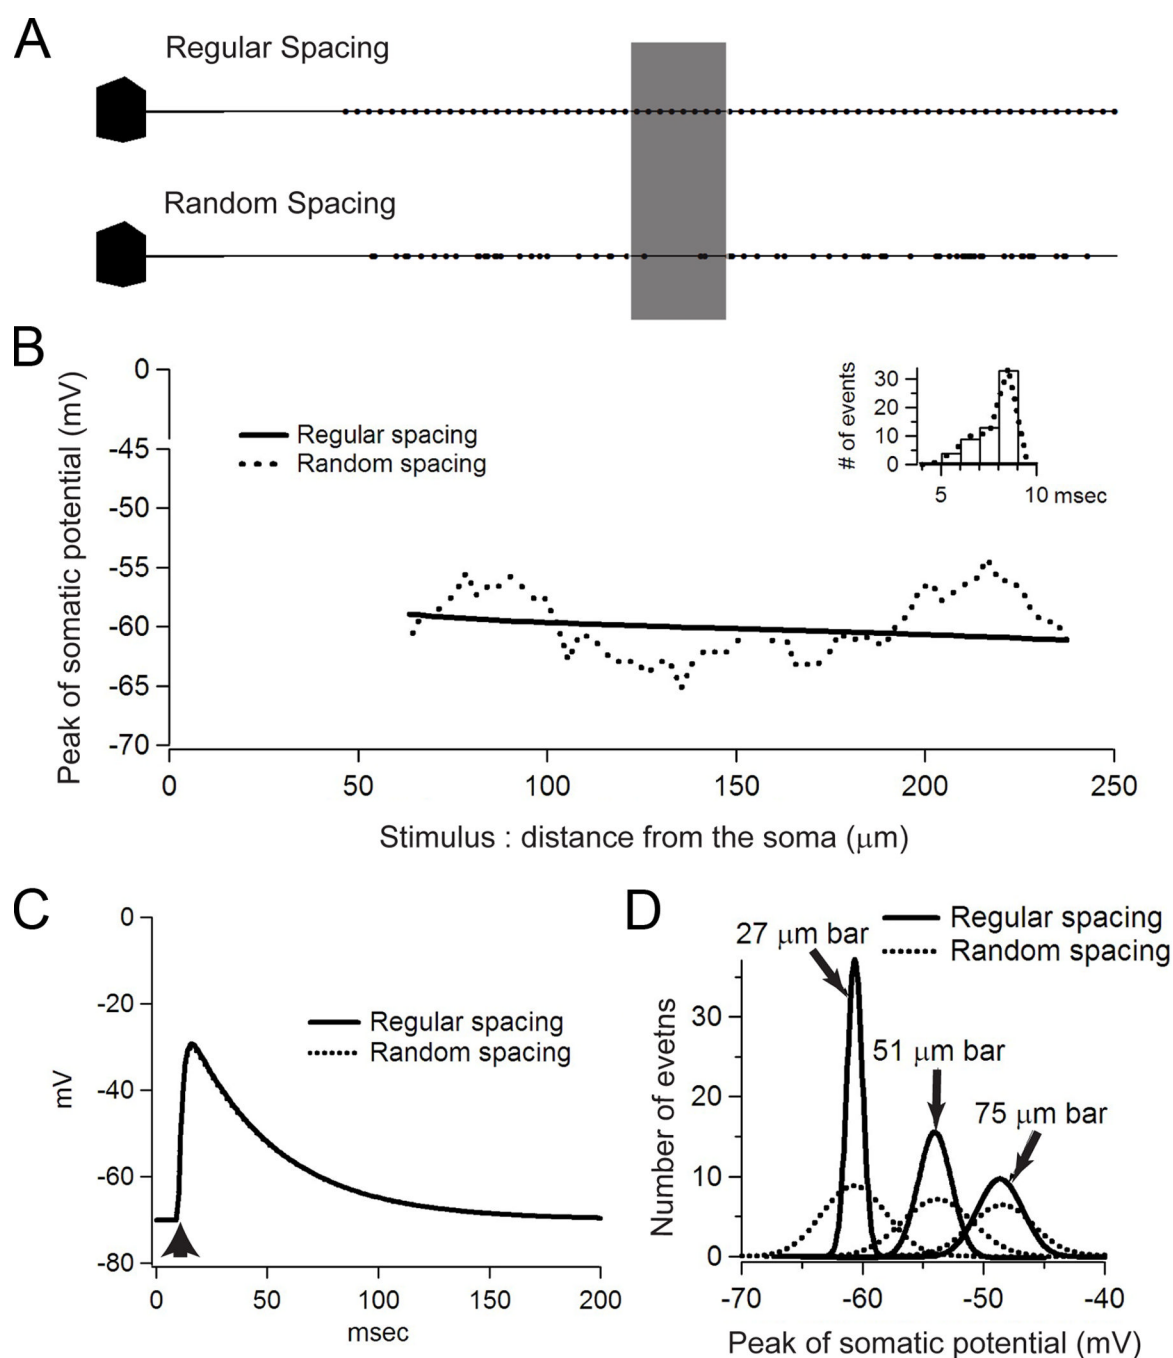 A
Regular Spacing
Random Spacing
B
Peak of somatic potential (mV)
0
-45
-50
-55
-60
-65
-70
Regular spacing
Random spacing
# of events
30
20
10
0
5
10 msec
0
50
100
150
200
250
Stimulus : distance from the soma (μm)
C
mV
0
-20
-40
-60
-80
Regular spacing
Random spacing
0
50
100
150
200
msec
D
Regular spacing
Random spacing
27 μm bar
51 μm bar
75 μm bar
Number of evetns
30
20
10
0
-70
-60
-50
-40
Peak of somatic potential (mV)